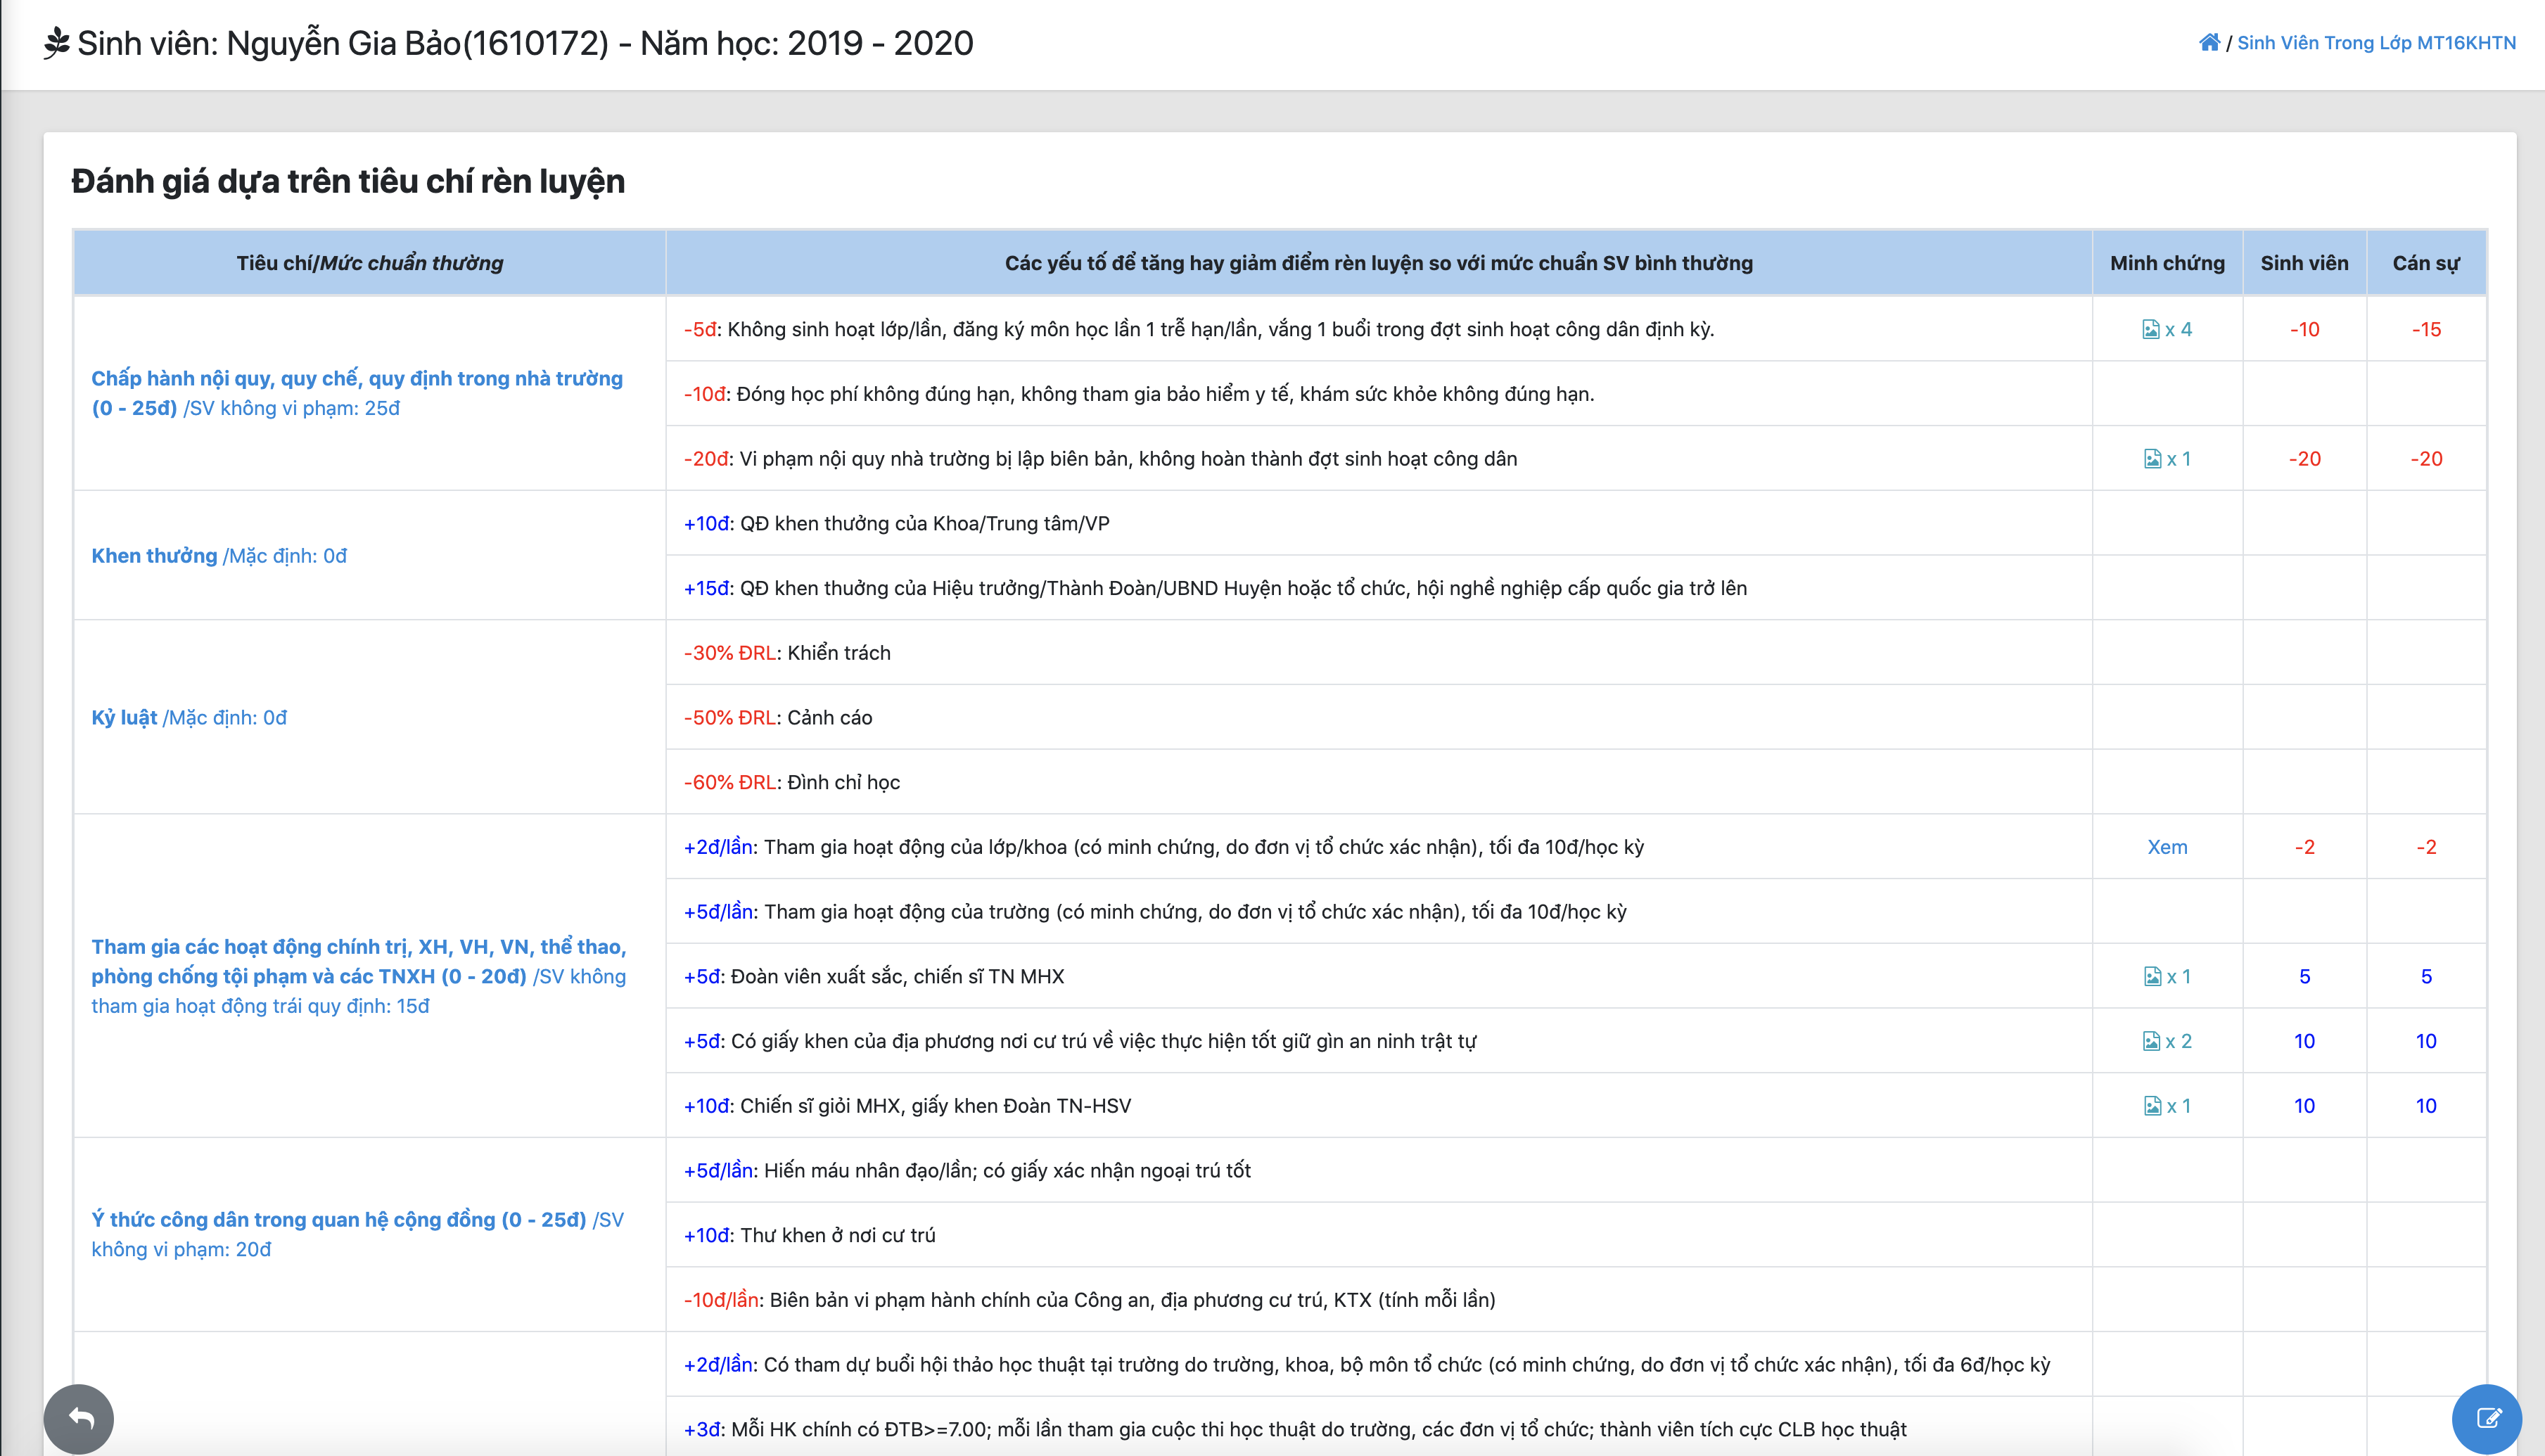 Sinh viên: Nguyễn Gia Bảo(1610172) - Năm học: 2019 - 2020
/ Sinh Viên Trong Lớp MT16KHTN
Đánh giá dựa trên tiêu chí rèn luyện
Tiêu chí/Mức chuẩn thường
Các yếu tố để tăng hay giảm điểm rèn luyện so với mức chuẩn SV bình thường
Minh chứng
Sinh viên
Cán sự
Chấp hành nội quy, quy chế, quy định trong nhà trường
(0 - 25đ) /SV không vi phạm: 25đ
-5đ: Không sinh hoạt lớp/lần, đăng ký môn học lần 1 trễ hạn/lần, vắng 1 buổi trong đợt sinh hoạt công dân định kỳ.
x 4
-10
-15
-10đ: Đóng học phí không đúng hạn, không tham gia bảo hiểm y tế, khám sức khỏe không đúng hạn.
-20đ: Vi phạm nội quy nhà trường bị lập biên bản, không hoàn thành đợt sinh hoạt công dân
x 1
-20
-20
Khen thưởng /Mặc định: 0đ
+10đ: QĐ khen thưởng của Khoa/Trung tâm/VP
+15đ: QĐ khen thuởng của Hiệu trưởng/Thành Đoàn/UBND Huyện hoặc tổ chức, hội nghề nghiệp cấp quốc gia trở lên
Kỷ luật /Mặc định: 0đ
-30% ĐRL: Khiển trách
-50% ĐRL: Cảnh cáo
-60% ĐRL: Đình chỉ học
Tham gia các hoạt động chính trị, XH, VH, VN, thể thao,
phòng chống tội phạm và các TNXH (0 - 20đ) /SV không
tham gia hoạt động trái quy định: 15đ
+2đ/lần: Tham gia hoạt động của lớp/khoa (có minh chứng, do đơn vị tổ chức xác nhận), tối đa 10đ/học kỳ
Xem
-2
-2
+5đ/lần: Tham gia hoạt động của trường (có minh chứng, do đơn vị tổ chức xác nhận), tối đa 10đ/học kỳ
+5đ: Đoàn viên xuất sắc, chiến sĩ TN MHX
x 1
5
5
+5đ: Có giấy khen của địa phương nơi cư trú về việc thực hiện tốt giữ gìn an ninh trật tự
x 2
10
10
+10đ: Chiến sĩ giỏi MHX, giấy khen Đoàn TN-HSV
x 1
10
10
Ý thức công dân trong quan hệ cộng đồng (0 - 25đ) /SV
không vi phạm: 20đ
+5đ/lần: Hiến máu nhân đạo/lần; có giấy xác nhận ngoại trú tốt
+10đ: Thư khen ở nơi cư trú
-10đ/lần: Biên bản vi phạm hành chính của Công an, địa phương cư trú, KTX (tính mỗi lần)
+2đ/lần: Có tham dự buổi hội thảo học thuật tại trường do trường, khoa, bộ môn tổ chức (có minh chứng, do đơn vị tổ chức xác nhận), tối đa 6đ/học kỳ
+3đ: Mỗi HK chính có ĐTB>=7.00; mỗi lần tham gia cuộc thi học thuật do trường, các đơn vị tổ chức; thành viên tích cực CLB học thuật